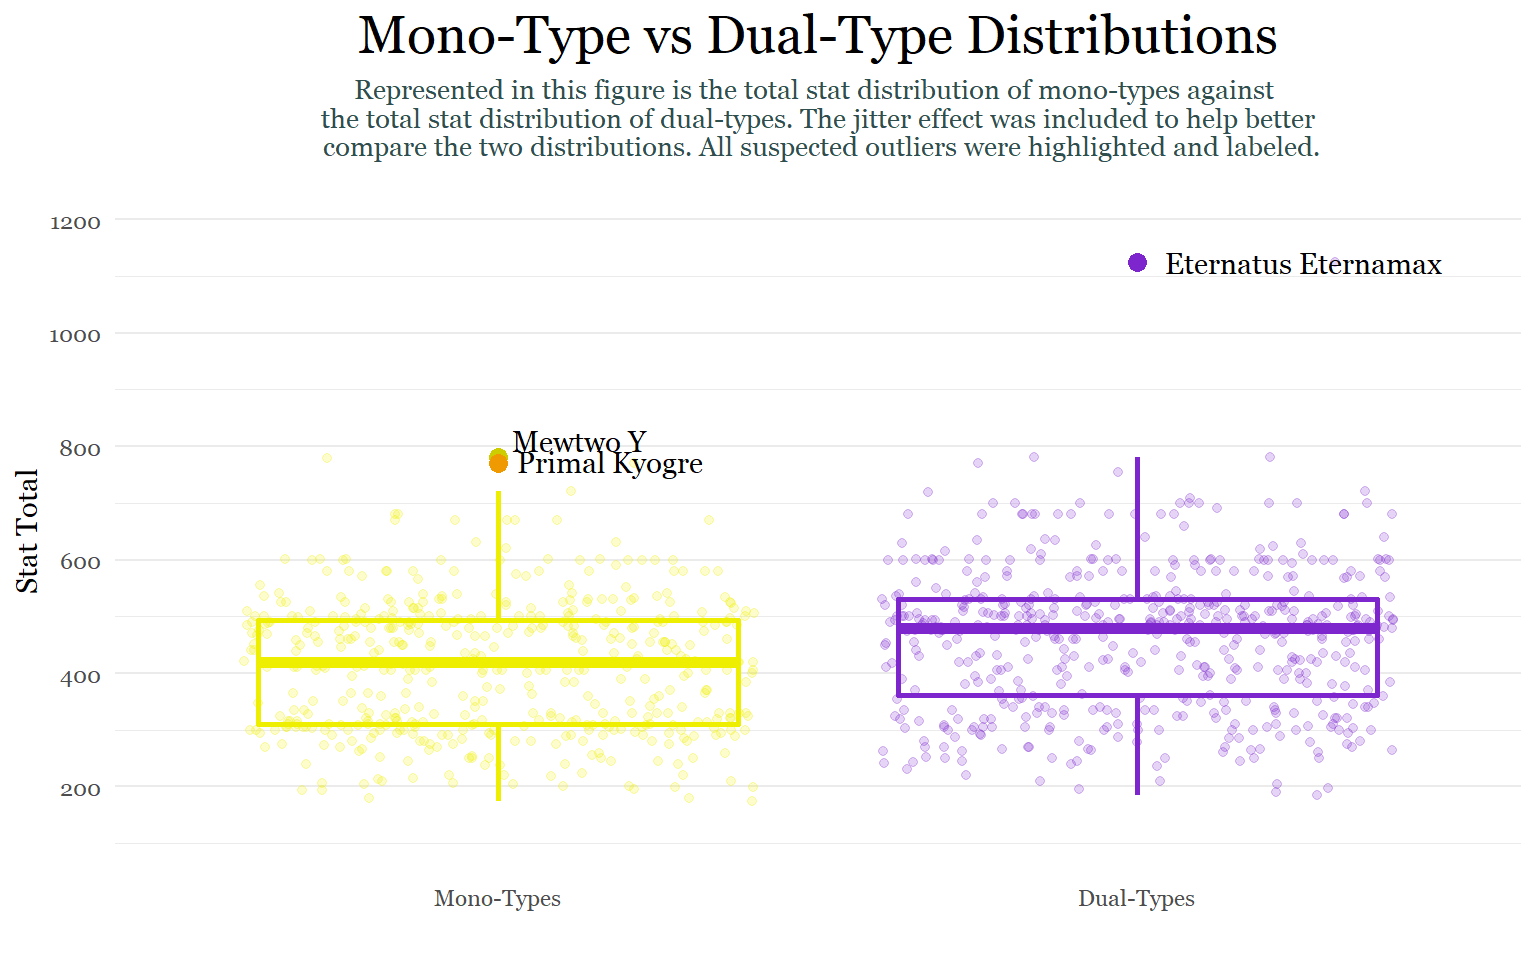 Mono-Type vs Dual-Type Distributions
Represented in this figure is the total stat distribution of mono-types against
the total stat distribution of dual-types. The jitter effect was included to help better
compare the two distributions. All suspected outliers were highlighted and labeled.
1200
Eternatus Eternamax
1000
800
Mewtwo Y
Primal Kyogre
Stat Total
600
400
200
Mono-Types
Dual-Types